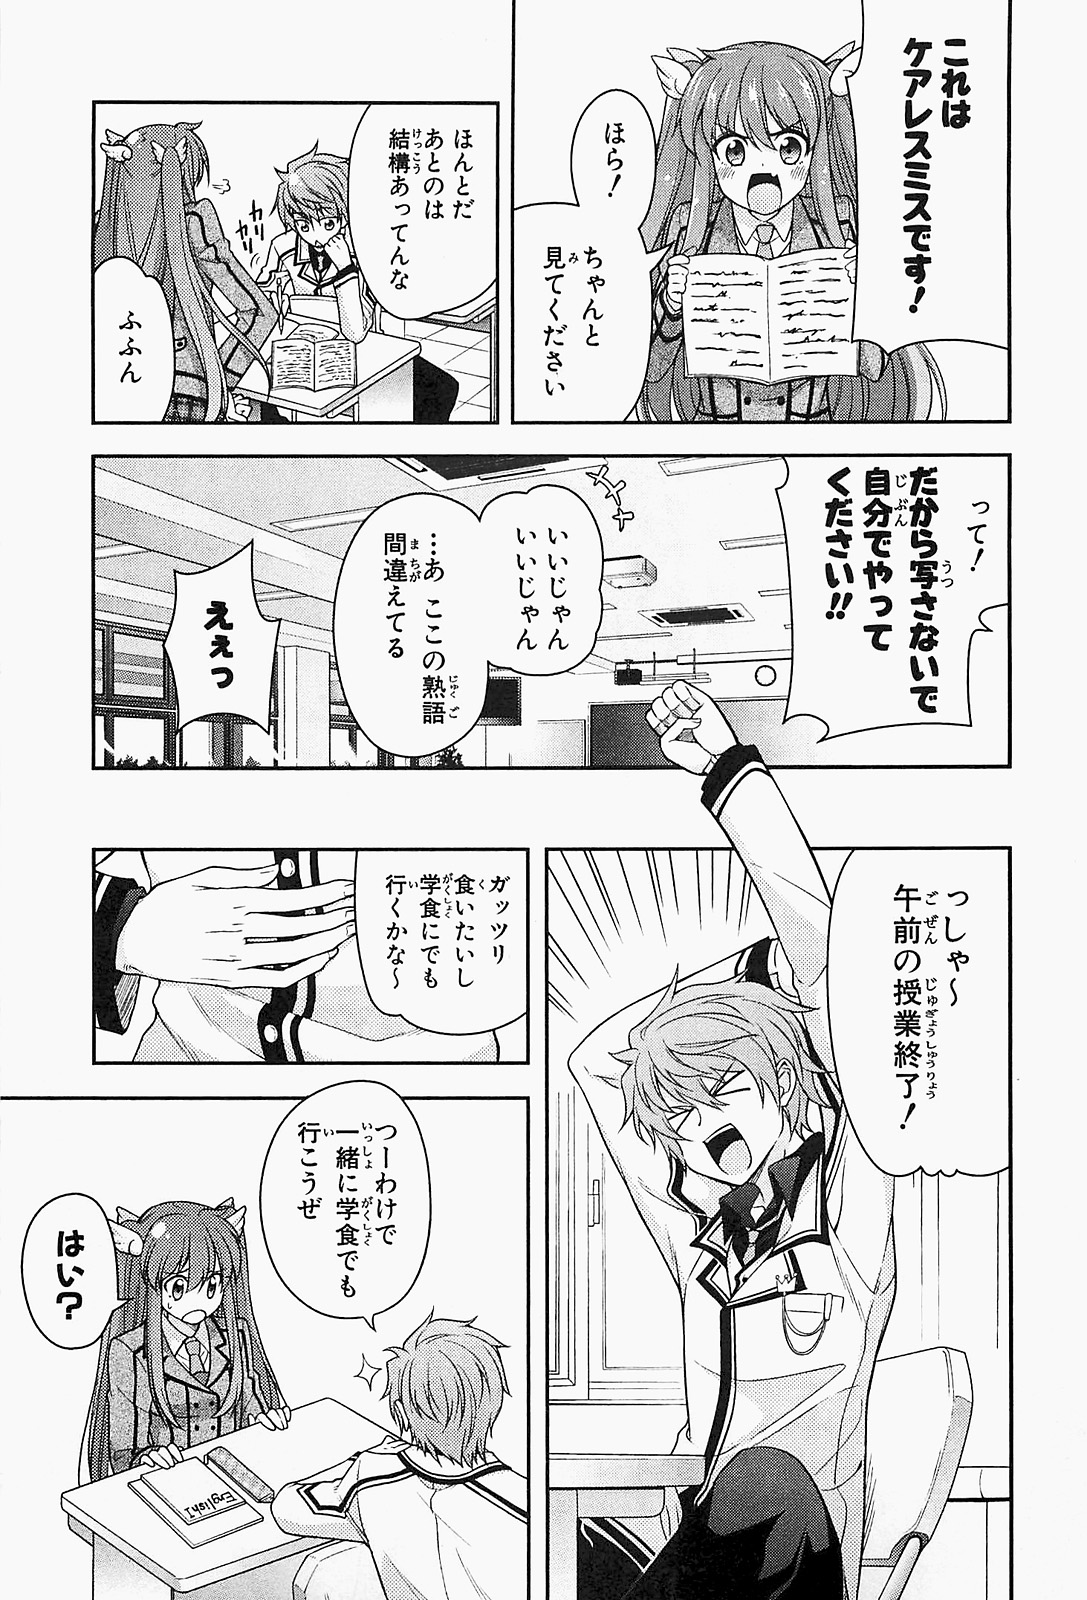 これは
ケアレスミスです!
ほら!
ちゃんと
見てください
ほんとだ
あとのは
結構あってんな
カリ
カリ
ふふん
って!
だから写さないで
自分でやって
ください!!
いいじゃん
いいじゃん
…あ ここの熟語
間違えてる
えぇっ
つしゃ〜
午前の授業終了!
ガッツリ
食いたいし
学食にでも
行くかな〜
つーわけで
一緒に学食でも
行こうぜ
はい?
English I